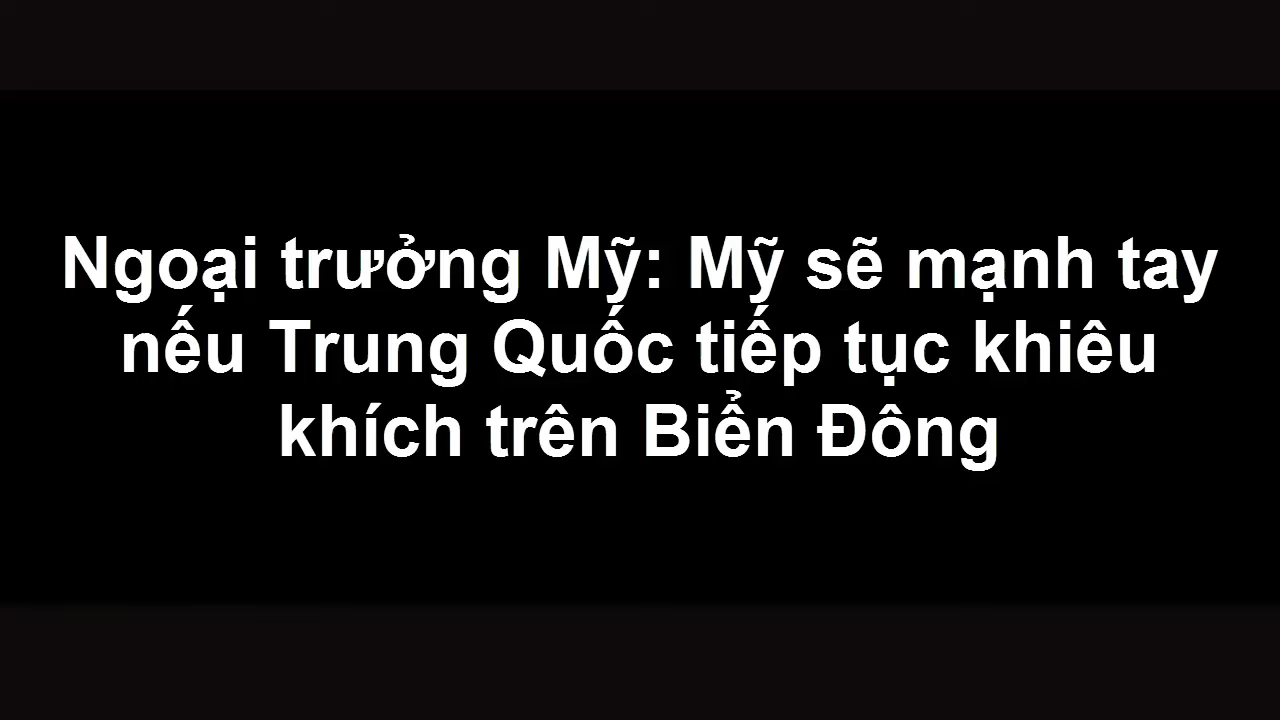 Ngoại trưởng Mỹ: Mỹ sẽ mạnh tay
nếu Trung Quốc tiếp tục khiêu
khích trên Biển Đông